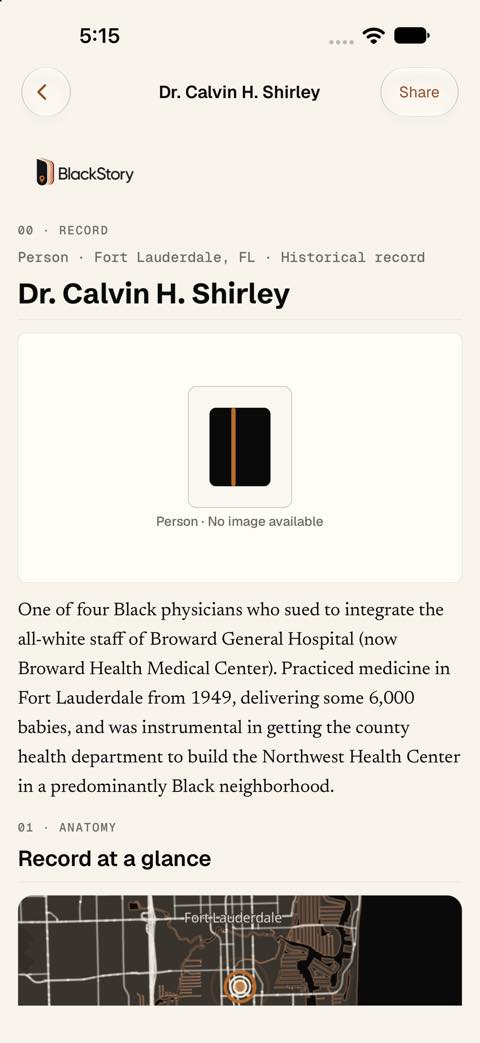 5:15
Dr. Calvin H. Shirley
Share
BlackStory
00 · RECORD
Person · Fort Lauderdale, FL · Historical record
Dr. Calvin H. Shirley
Person · No image available
One of four Black physicians who sued to integrate the
all-white staff of Broward General Hospital (now
Broward Health Medical Center). Practiced medicine in
Fort Lauderdale from 1949, delivering some 6,000
babies, and was instrumental in getting the county
health department to build the Northwest Health Center
in a predominantly Black neighborhood.
01 · ANATOMY
Record at a glance
Fort Lauderdale